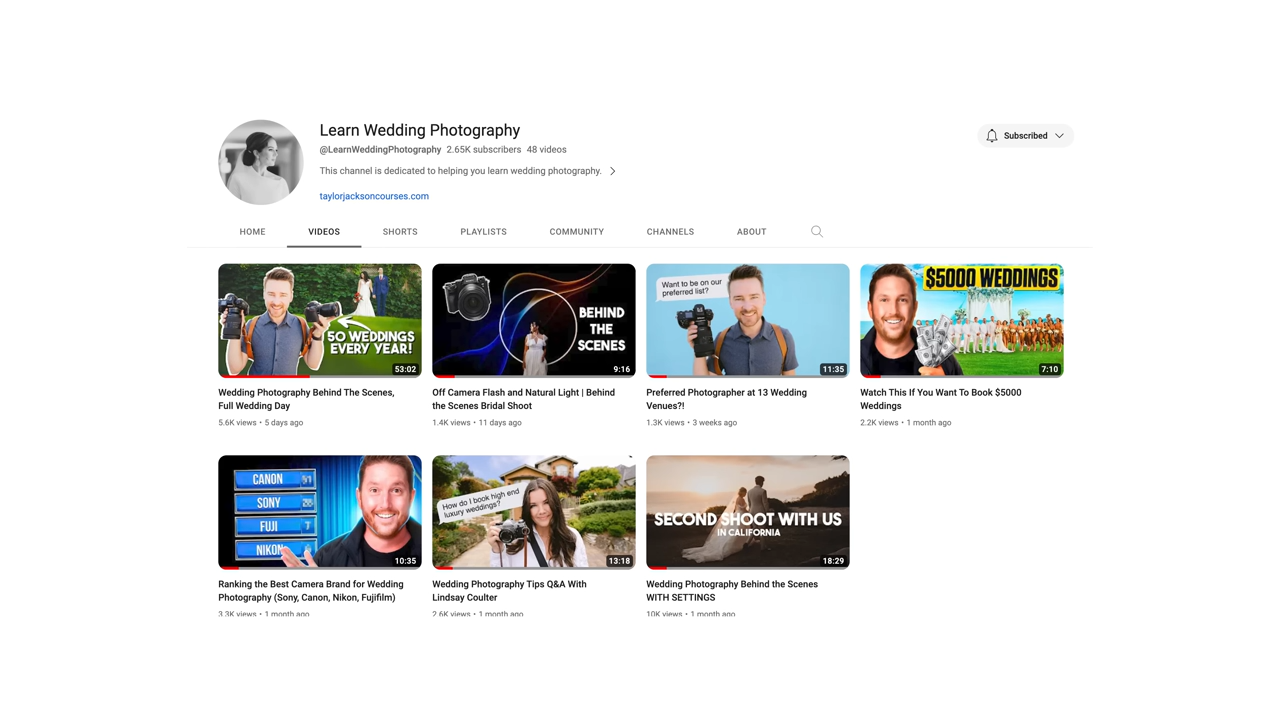 Learn Wedding Photography
@LearnWeddingPhotography 2.65K subscribers 48 videos
This channel is dedicated to helping you learn wedding photography.
taylorjacksoncourses.com
Subscribed
HOME VIDEOS SHORTS PLAYLISTS COMMUNITY CHANNELS ABOUT
50 WEDDINGS
EVERY YEAR!
53:02
Wedding Photography Behind The Scenes,
Full Wedding Day
5.6K views • 5 days ago
BEHIND
THE
SCENES
9:16
Off Camera Flash and Natural Light | Behind
the Scenes Bridal Shoot
1.4K views • 11 days ago
Want to be on our
preferred list?
11:35
Preferred Photographer at 13 Wedding
Venues?!
1.3K views • 3 weeks ago
$5000 WEDDINGS
7:10
Watch This If You Want To Book $5000
Weddings
2.2K views • 1 month ago
CANON
SONY
FUJI 7
NIKON
10:35
Ranking the Best Camera Brand for Wedding
Photography (Sony, Canon, Nikon, Fujifilm)
3.3K views • 1 month ago
How do I book high end
luxury weddings?
13:18
Wedding Photography Tips Q&A With
Lindsay Coulter
2.6K views • 1 month ago
SECOND SHOOT WITH US
IN CALIFORNIA
18:29
Wedding Photography Behind the Scenes
WITH SETTINGS
10K views • 1 month ago